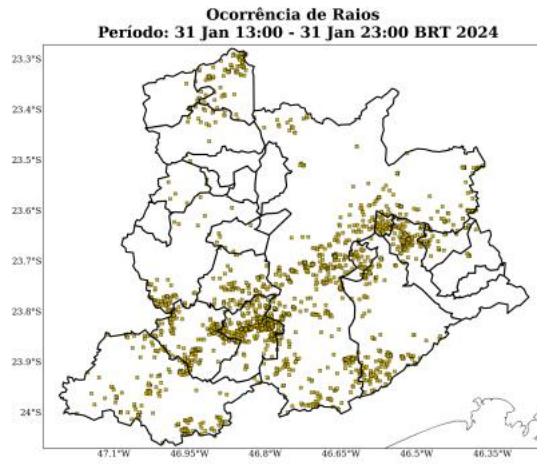 Ocorrência de Raios
Período: 31 Jan 13:00 - 31 Jan 23:00 BRT 2024
23.3°S
23.4°S
23.5°S
23.6°S
23.7°S
23.8°S
23.9°S
24°S
47.1°W 46.95°W 46.8°W 46.65°W 46.5°W 46.35°W